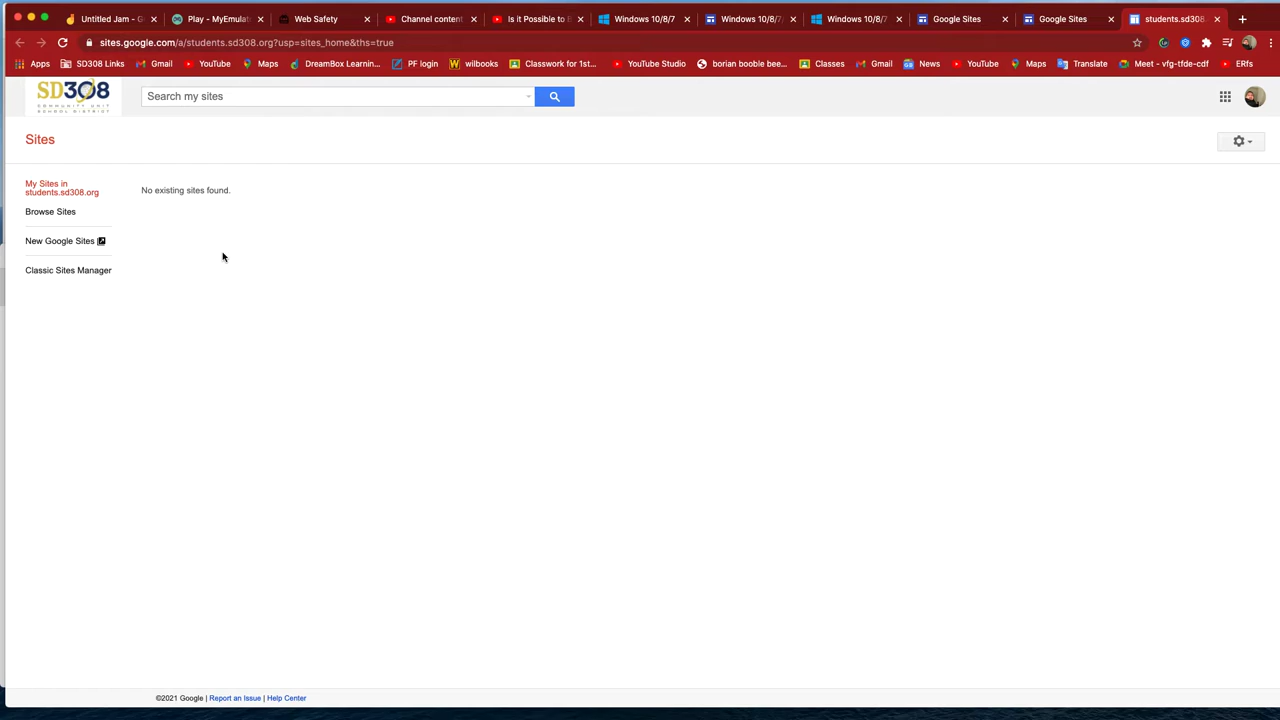 Untitled Jam - G
Play - MyEmulat
Web Safety
Channel content
Is it Possible to B
Windows 10/8/7
Windows 10/8/7
Windows 10/8/7
Google Sites
Google Sites
students.sd308
sites.google.com/a/students.sd308.org?usp=sites_home&ths=true
Apps
SD308 Links
Gmail
YouTube
Maps
DreamBox Learnin...
PF login
wilbooks
Classwork for 1st...
YouTube Studio
borian booble bee...
Classes
Gmail
News
YouTube
Maps
Translate
Meet - vfg-tfde-cdf
ERfs
SD308
COMMUNITY UNIT
SCHOOL DISTRICT
Search my sites
Sites
My Sites in
students.sd308.org
No existing sites found.
Browse Sites
New Google Sites
Classic Sites Manager
©2021 Google | Report an Issue | Help Center